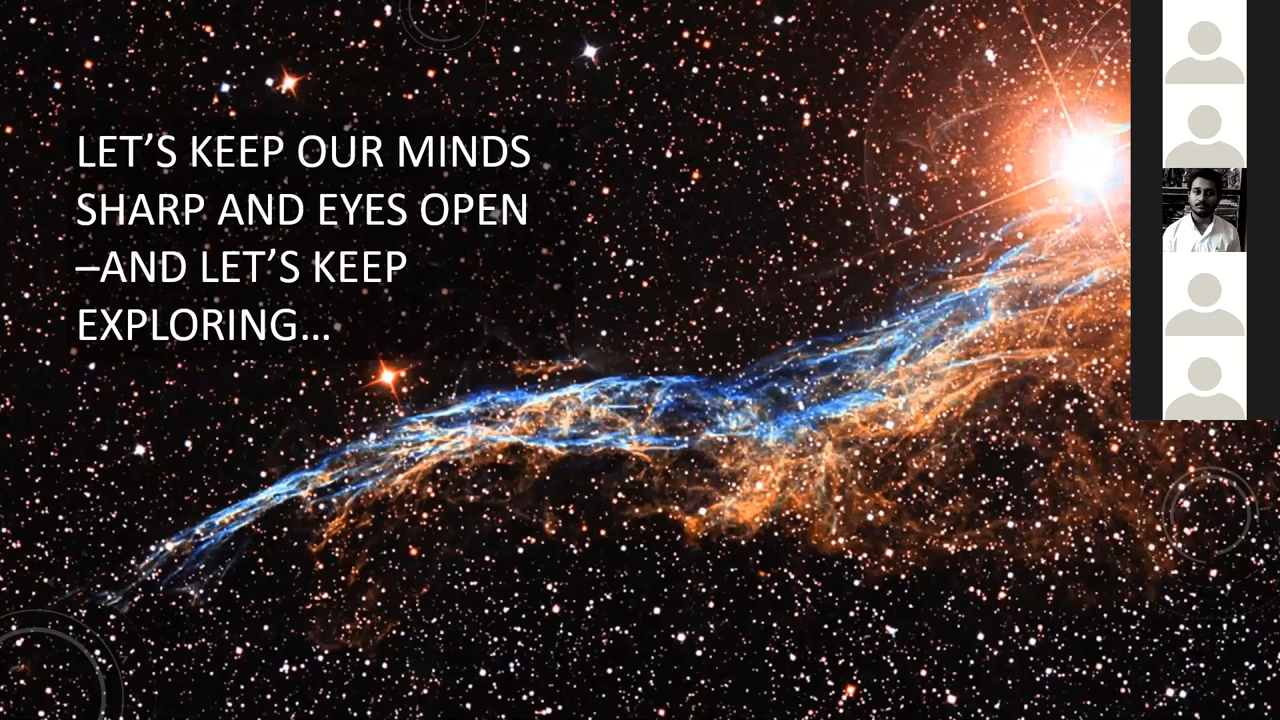 LET’S KEEP OUR MINDS
SHARP AND EYES OPEN
–AND LET’S KEEP
EXPLORING…